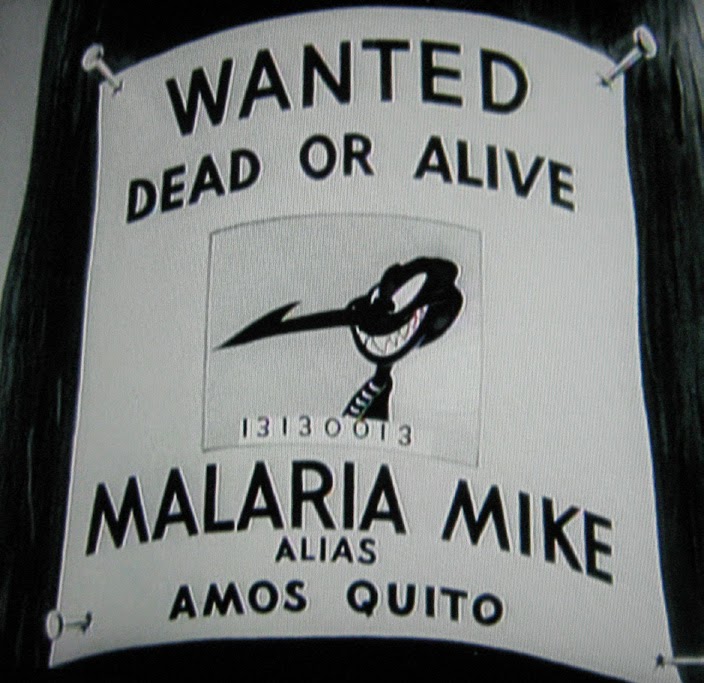 WANTED
DEAD OR ALIVE
13130013
MALARIA MIKE
ALIAS
AMOS QUITO